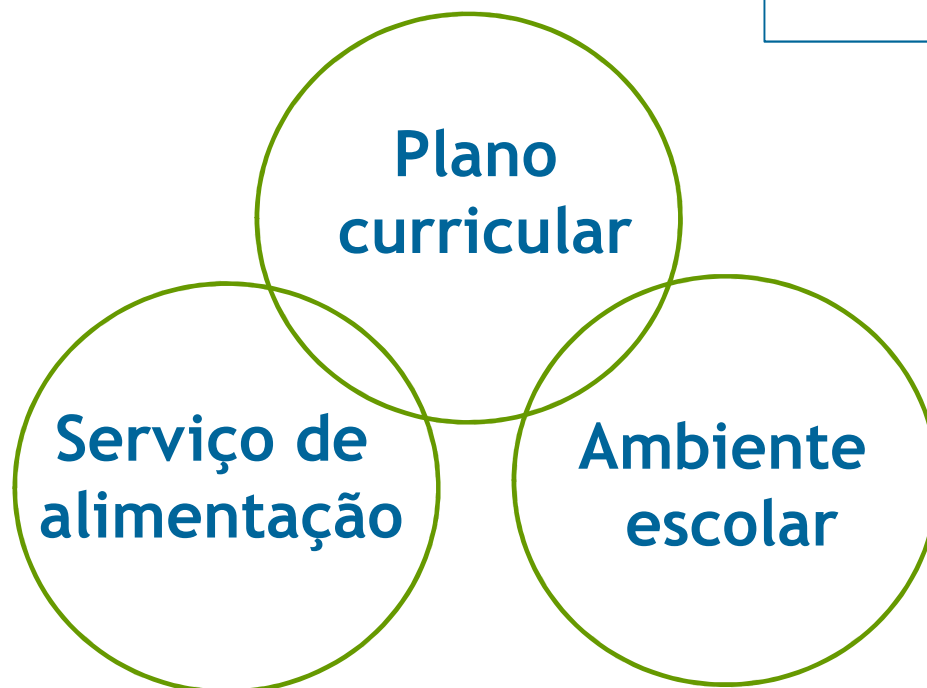 Plano
curricular
Serviço de
alimentação
Ambiente
escolar